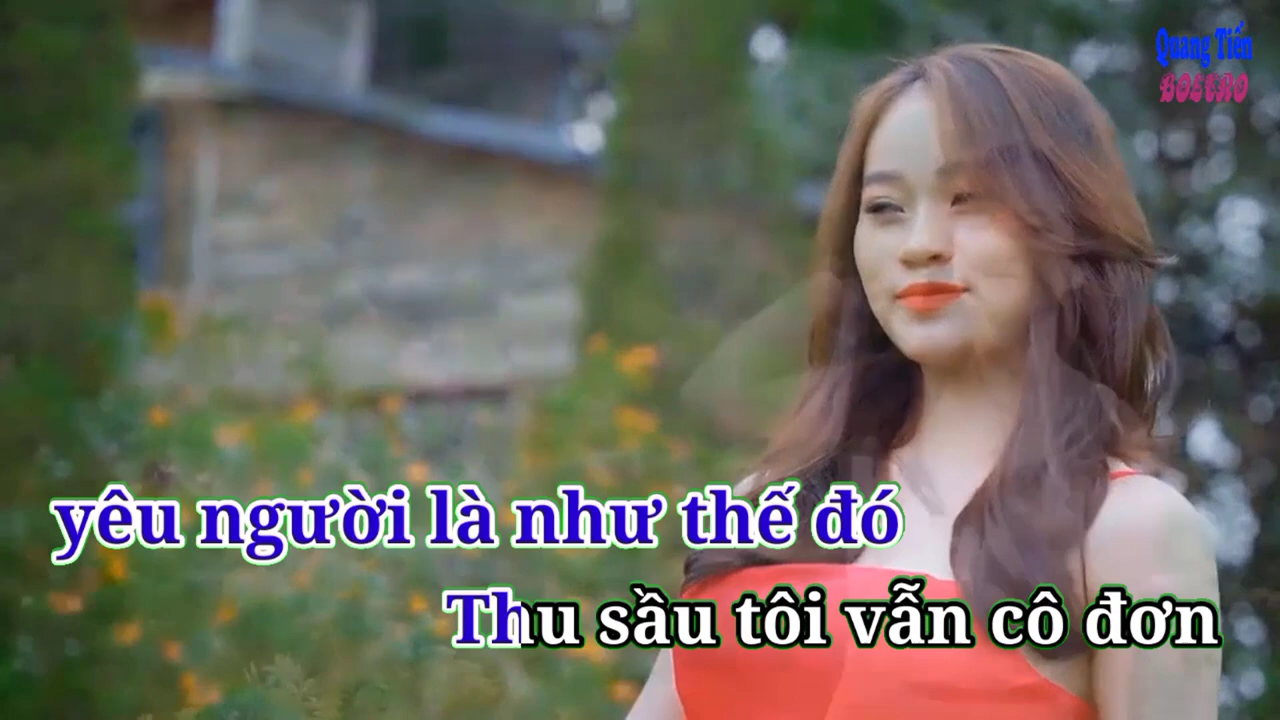 Quang Tiến
BOLERO
yêu người là như thế đó
Thu sầu tôi vẫn cô đơn